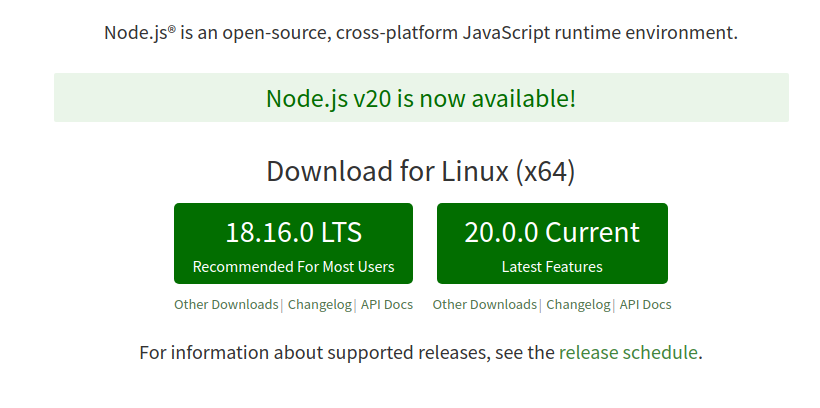 Node.js® is an open-source, cross-platform JavaScript runtime environment.
Node.js v20 is now available!
Download for Linux (x64)
18.16.0 LTS
Recommended For Most Users
20.0.0 Current
Latest Features
Other Downloads | Changelog | API Docs
Other Downloads | Changelog | API Docs
For information about supported releases, see the release schedule.